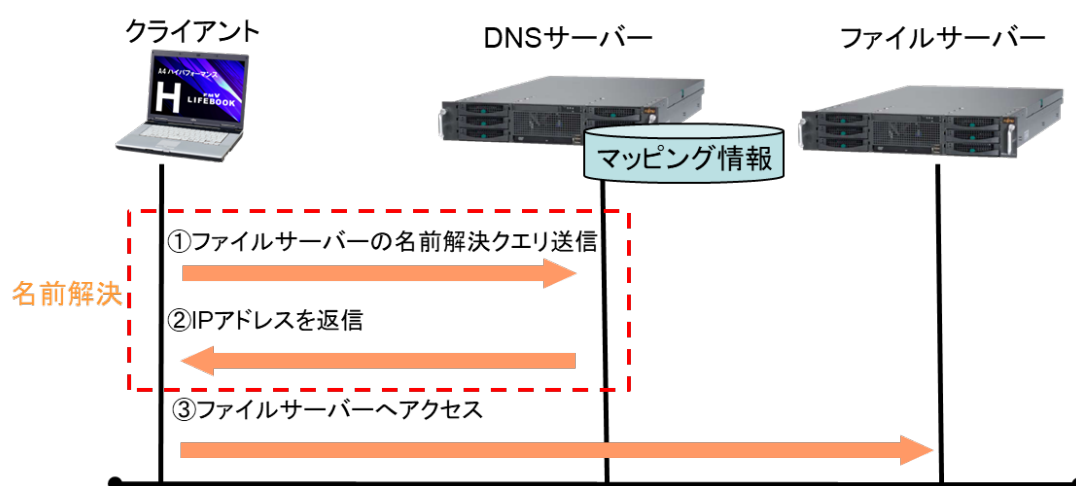 クライアント
DNSサーバー
ファイルサーバー
A4 ハイパフォーマンス
H
FMV
LIFEBOOK
マッピング情報
①ファイルサーバーの名前解決クエリ送信
名前解決
②IPアドレスを返信
③ファイルサーバーへアクセス